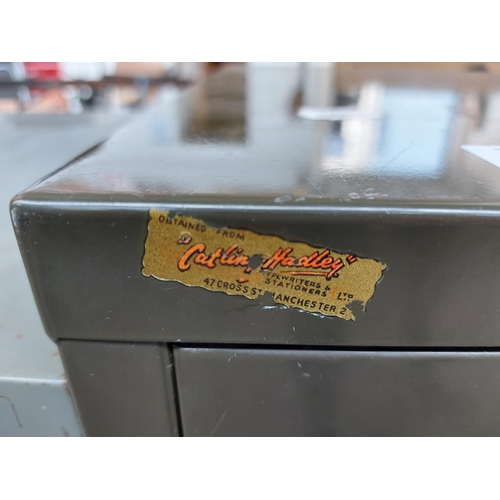 OBTAINED FROM
"Catlin Hadley"
TYPEWRITERS &
STATIONERS LTD
47 CROSS ST MANCHESTER. 2